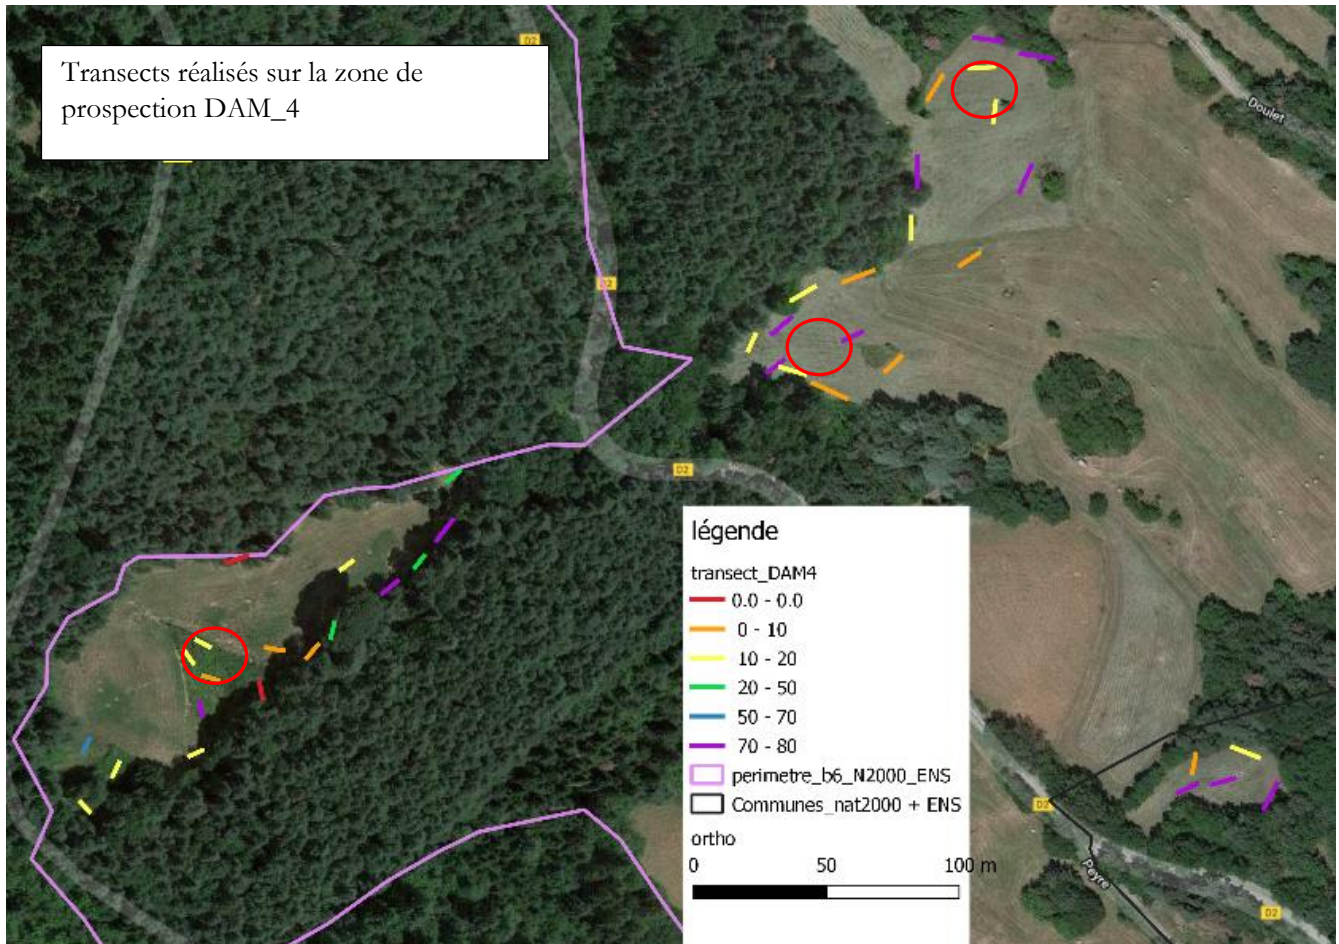 Transects réalisés sur la zone de
prospection DAM_4
D2
D2
D2
Doulet
légende
transect_DAM4
0.0 - 0.0
0 - 10
10 - 20
20 - 50
50 - 70
70 - 80
perimetre_b6_N2000_ENS
Communes_nat2000 + ENS
ortho
0 50 100 m
D2
Peyre
D2